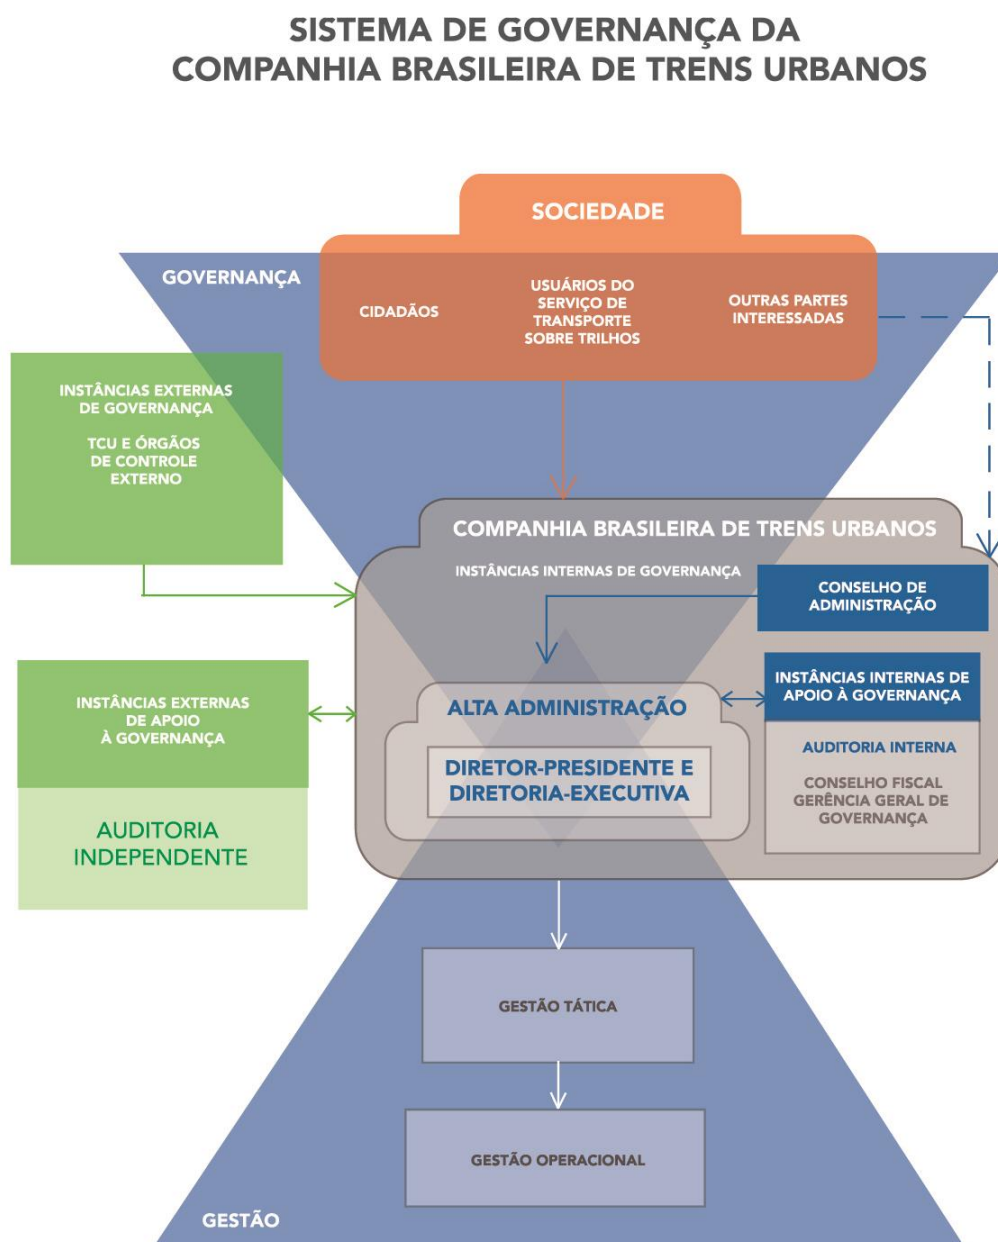 SISTEMA DE GOVERNANÇA DA
COMPANHIA BRASILEIRA DE TRENS URBANOS
SOCIEDADE
GOVERNANÇA
CIDADÃOS
USUÁRIOS DO
SERVIÇO DE
TRANSPORTE
SOBRE TRILHOS
OUTRAS PARTES
INTERESSADAS
INSTÂNCIAS EXTERNAS
DE GOVERNANÇA
TCU E ÓRGÃOS
DE CONTROLE
EXTERNO
COMPANHIA BRASILEIRA DE TRENS URBANOS
INSTÂNCIAS INTERNAS DE GOVERNANÇA
CONSELHO DE
ADMINISTRAÇÃO
INSTÂNCIAS EXTERNAS
DE APOIO
À GOVERNANÇA
AUDITORIA
INDEPENDENTE
ALTA ADMINISTRAÇÃO
DIRETOR-PRESIDENTE E
DIRETORIA-EXECUTIVA
INSTÂNCIAS INTERNAS DE
APOIO À GOVERNANÇA
AUDITORIA INTERNA
CONSELHO FISCAL
GERÊNCIA GERAL DE
GOVERNANÇA
GESTÃO TÁTICA
GESTÃO OPERACIONAL
GESTÃO